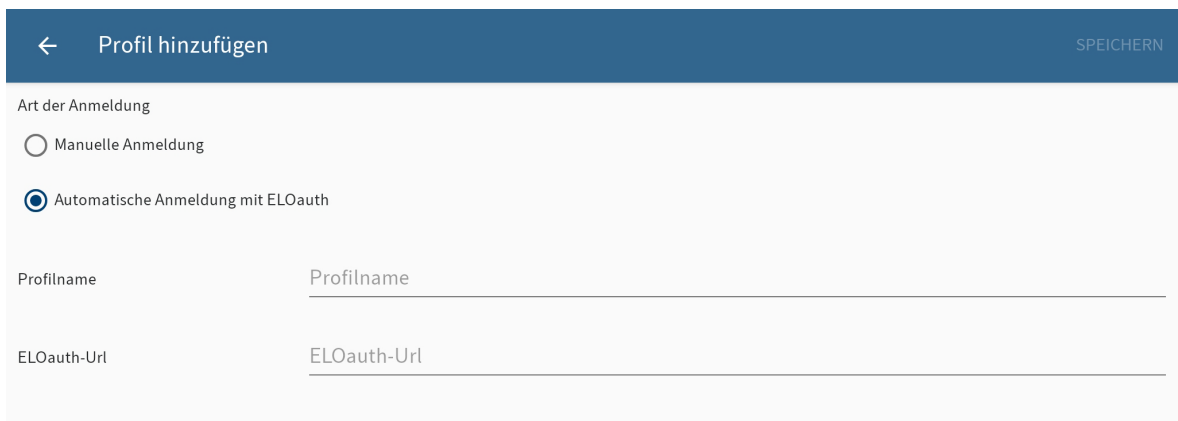 Profil hinzufügen
SPEICHERN
Art der Anmeldung
Manuelle Anmeldung
Automatische Anmeldung mit ELOauth
Profilname Profilname
ELOauth-Url ELOauth-Url